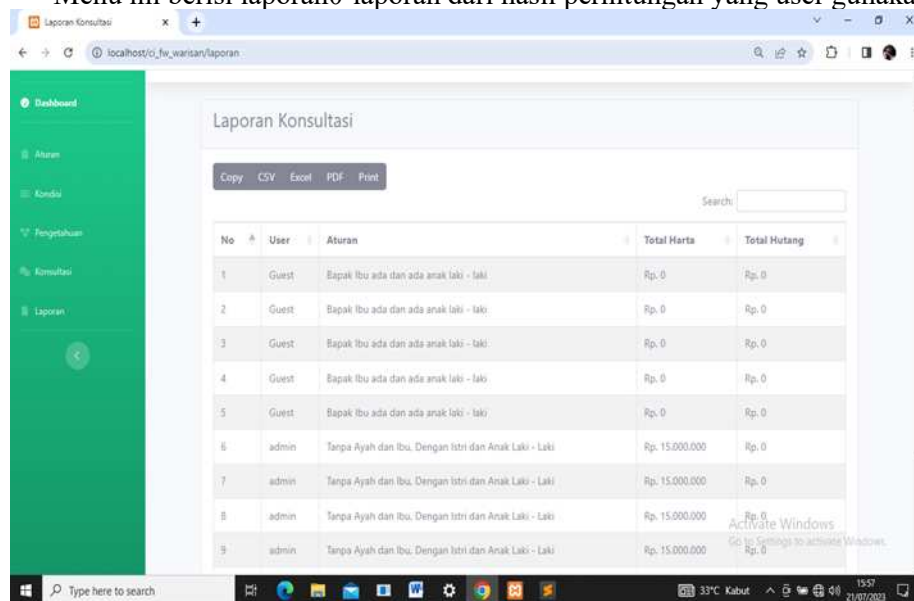 Menu ini berisi laporan0-laporan dari hasil perhitungan yang user gunaka
Laporan Konsultasi
localhost/ci_fw_warisan/laporan
Dashboard
Aturan
Kondisi
Pengetahuan
Konsultasi
Laporan
Laporan Konsultasi
Copy CSV Excel PDF Print
Search:
No User Aturan Total Harta Total Hutang
1 Guest Bapak Ibu ada dan ada anak laki - laki Rp. 0 Rp. 0
2 Guest Bapak Ibu ada dan ada anak laki - laki Rp. 0 Rp. 0
3 Guest Bapak Ibu ada dan ada anak laki - laki Rp. 0 Rp. 0
4 Guest Bapak Ibu ada dan ada anak laki - laki Rp. 0 Rp. 0
5 Guest Bapak Ibu ada dan ada anak laki - laki Rp. 0 Rp. 0
6 admin Tanpa Ayah dan Ibu, Dengan Istri dan Anak Laki - Laki Rp. 15.000.000 Rp. 0
7 admin Tanpa Ayah dan Ibu, Dengan Istri dan Anak Laki - Laki Rp. 15.000.000 Rp. 0
8 admin Tanpa Ayah dan Ibu, Dengan Istri dan Anak Laki - Laki Rp. 15.000.000 Rp. 0
Activate Windows
Go to Settings to activate Windows.
9 admin Tanpa Ayah dan Ibu, Dengan Istri dan Anak Laki - Laki Rp. 15.000.000 Rp. 0
Type here to search
33°C Kabut
15:57
21/07/2023